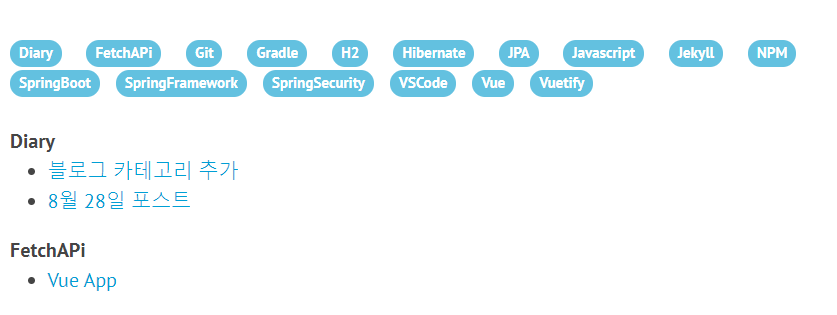 Diary FetchAPi Git Gradle H2 Hibernate JPA Javascript Jekyll NPM
SpringBoot SpringFramework SpringSecurity VSCode Vue Vuetify
Diary
블로그 카테고리 추가
8월 28일 포스트
FetchAPi
Vue App